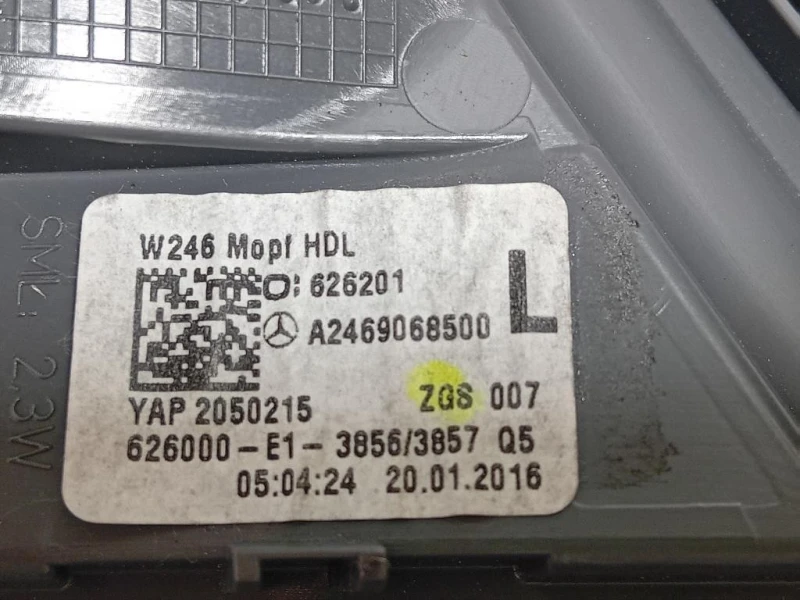 SML: 2,3W
W246 Mopf HDL
: 626201
L
A2469068500
YAP 2050215 ZGS 007
626000-E1-3856/3857 Q5
05:04:24 20.01.2016